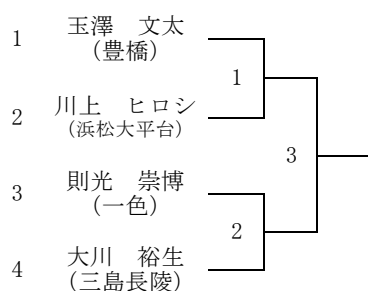 1 玉澤　文太
（豊橋）
1
2 川上　ヒロシ
（浜松大平台）
3
3 則光　崇博
（一色）
2
4 大川　裕生
（三島長陵）